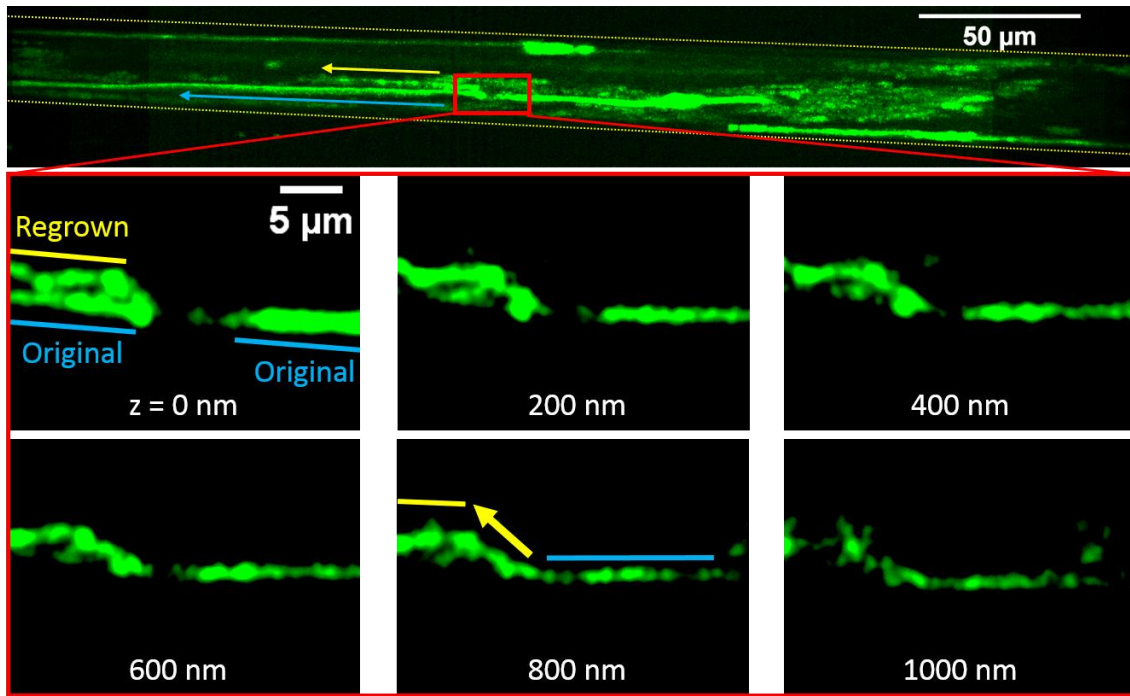 50 µm
5 µm
Regrown
Original
Original
z = 0 nm
200 nm
400 nm
600 nm
800 nm
1000 nm